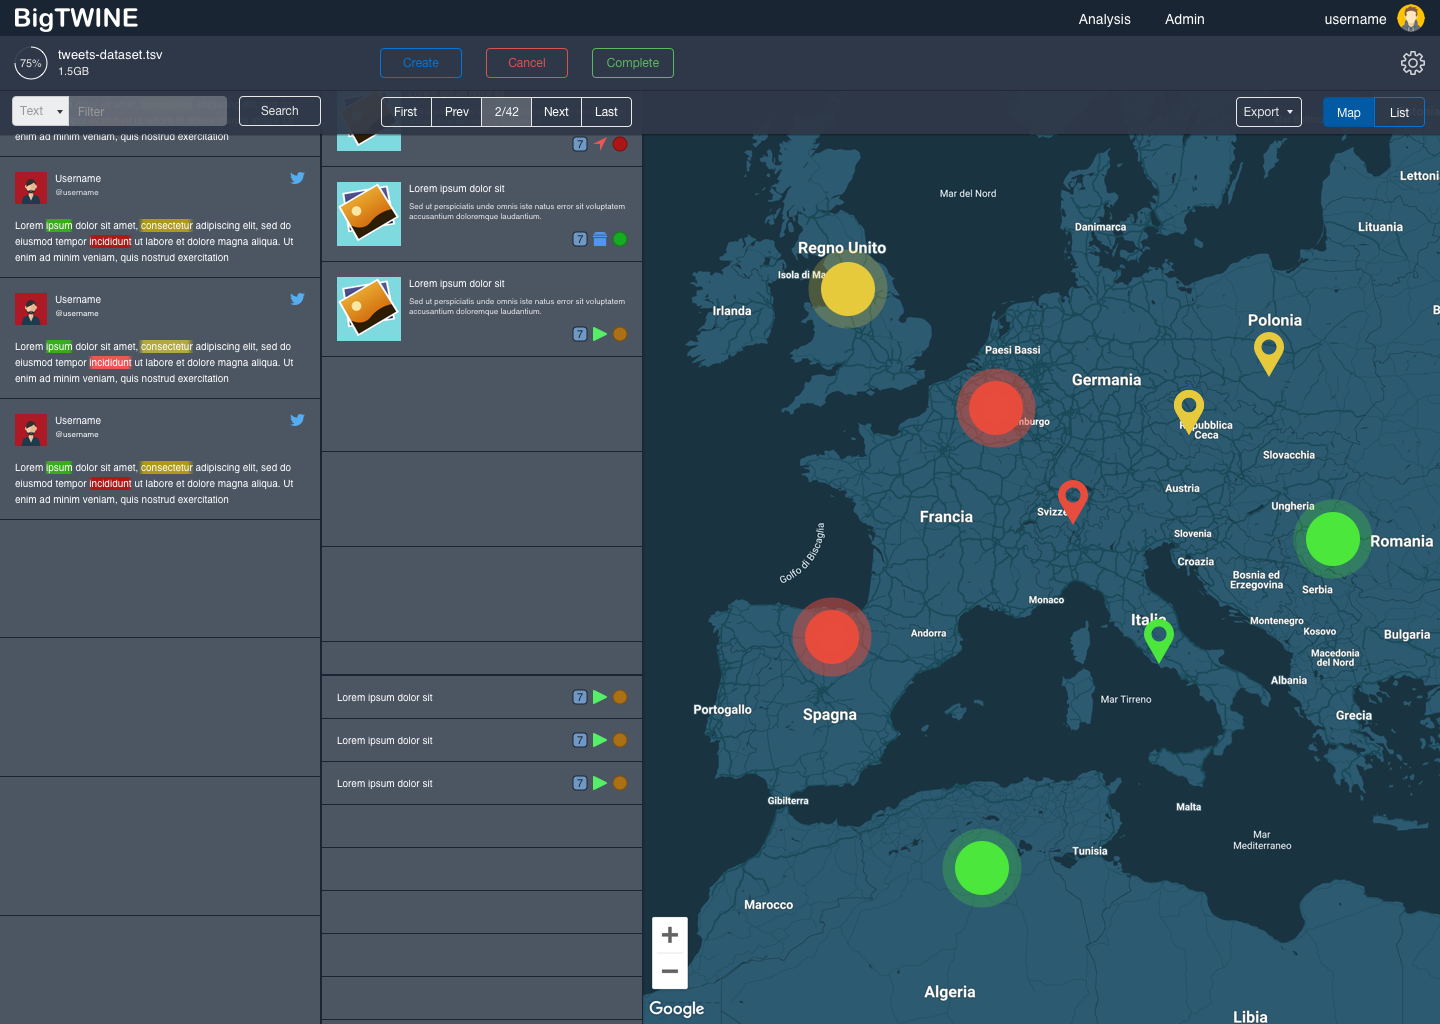 BigTWINE
Analysis
Admin
username
75%
tweets-dataset.tsv
1.5GB
Create
Cancel
Complete
Text
Filter
Search
First
Prev
2/42
Next
Last
Export
Map
List
enim ad minim veniam, quis nostrud exercitation
Username
@username
Lorem ipsum dolor sit amet, consectetur adipiscing elit, sed do
eiusmod tempor incididunt ut labore et dolore magna aliqua. Ut
enim ad minim veniam, quis nostrud exercitation
Username
@username
Lorem ipsum dolor sit amet, consectetur adipiscing elit, sed do
eiusmod tempor incididunt ut labore et dolore magna aliqua. Ut
enim ad minim veniam, quis nostrud exercitation
Username
@username
Lorem ipsum dolor sit amet, consectetur adipiscing elit, sed do
eiusmod tempor incididunt ut labore et dolore magna aliqua. Ut
enim ad minim veniam, quis nostrud exercitation
7
Lorem ipsum dolor sit
Sed ut perspiciatis unde omnis iste natus error sit voluptatem
accusantium doloremque laudantium.
7
Lorem ipsum dolor sit
Sed ut perspiciatis unde omnis iste natus error sit voluptatem
accusantium doloremque laudantium.
7
Lorem ipsum dolor sit
7
Lorem ipsum dolor sit
7
Lorem ipsum dolor sit
7
Mar del Nord
Lettoni
Danimarca
Lituania
Regno Unito
Isola di Ma
Irlanda
B
Polonia
Paesi Bassi
Germania
nburgo
Repubblica
Ceca
Slovacchia
Austria
Ungheria
Francia
Svizze
Slovenia
Romania
Golfo di Biscaglia
Croazia
Bosnia ed
Erzegovina
Serbia
Monaco
Italia
Montenegro
Kosovo
Bulgaria
Andorra
Macedonia
del Nord
Albania
Mar Tirreno
Portogallo
Spagna
Grecia
Gibilterra
Malta
Mar
Mediterraneo
Tunisia
Marocco
Algeria
Libia
+
−
Google